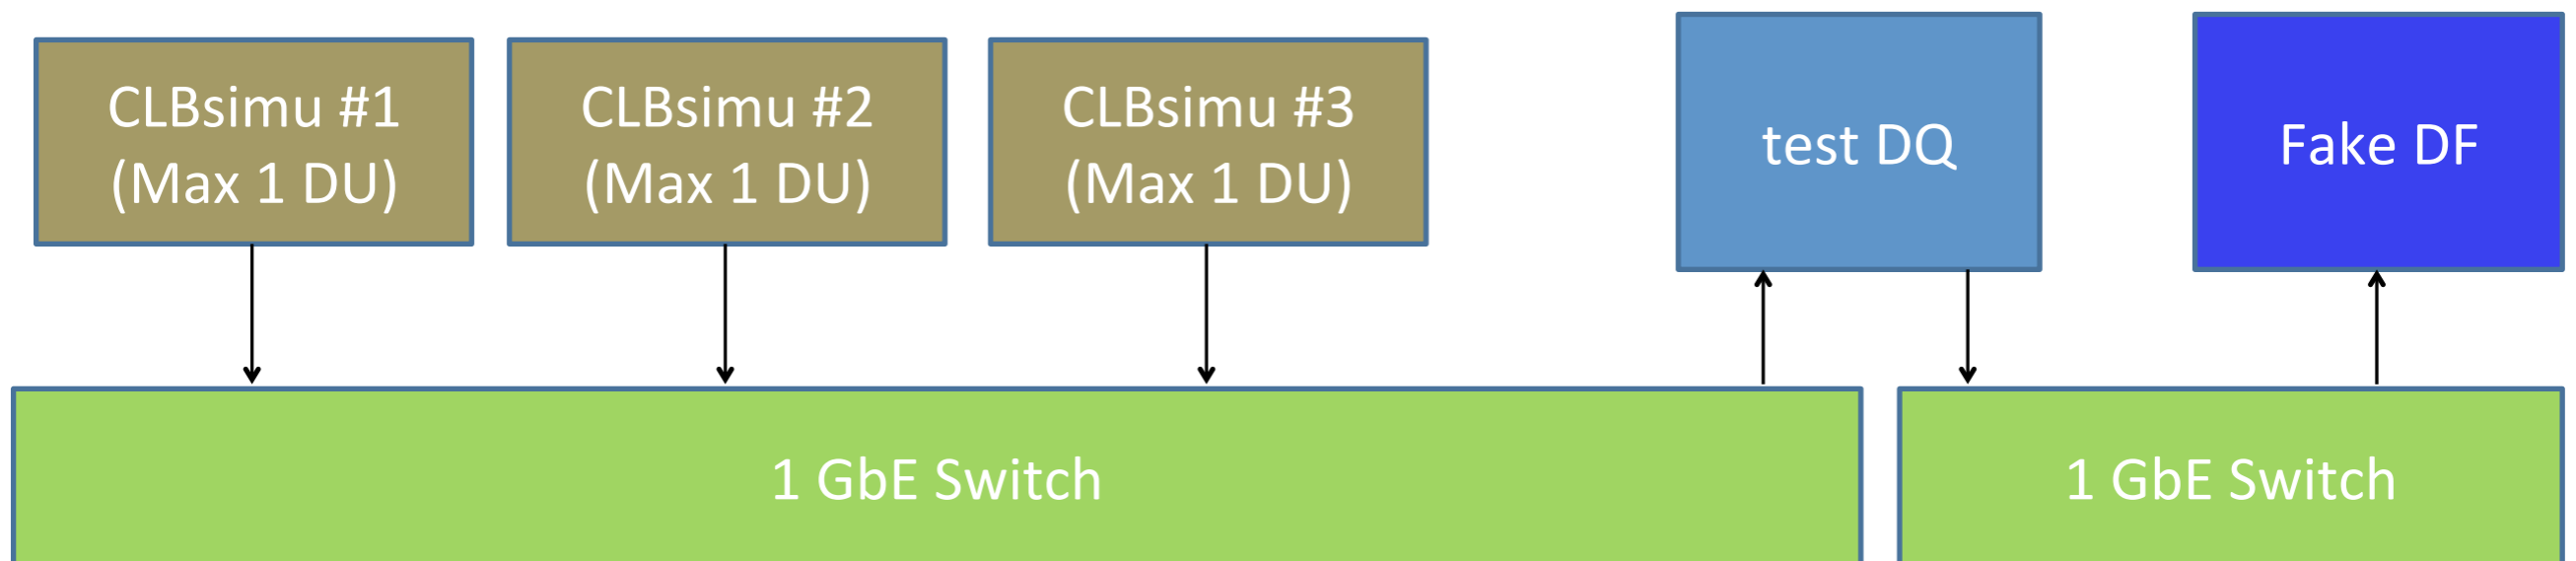 CLBsimu #1
(Max 1 DU)
CLBsimu #2
(Max 1 DU)
CLBsimu #3
(Max 1 DU)
test DQ
Fake DF
1 GbE Switch
1 GbE Switch